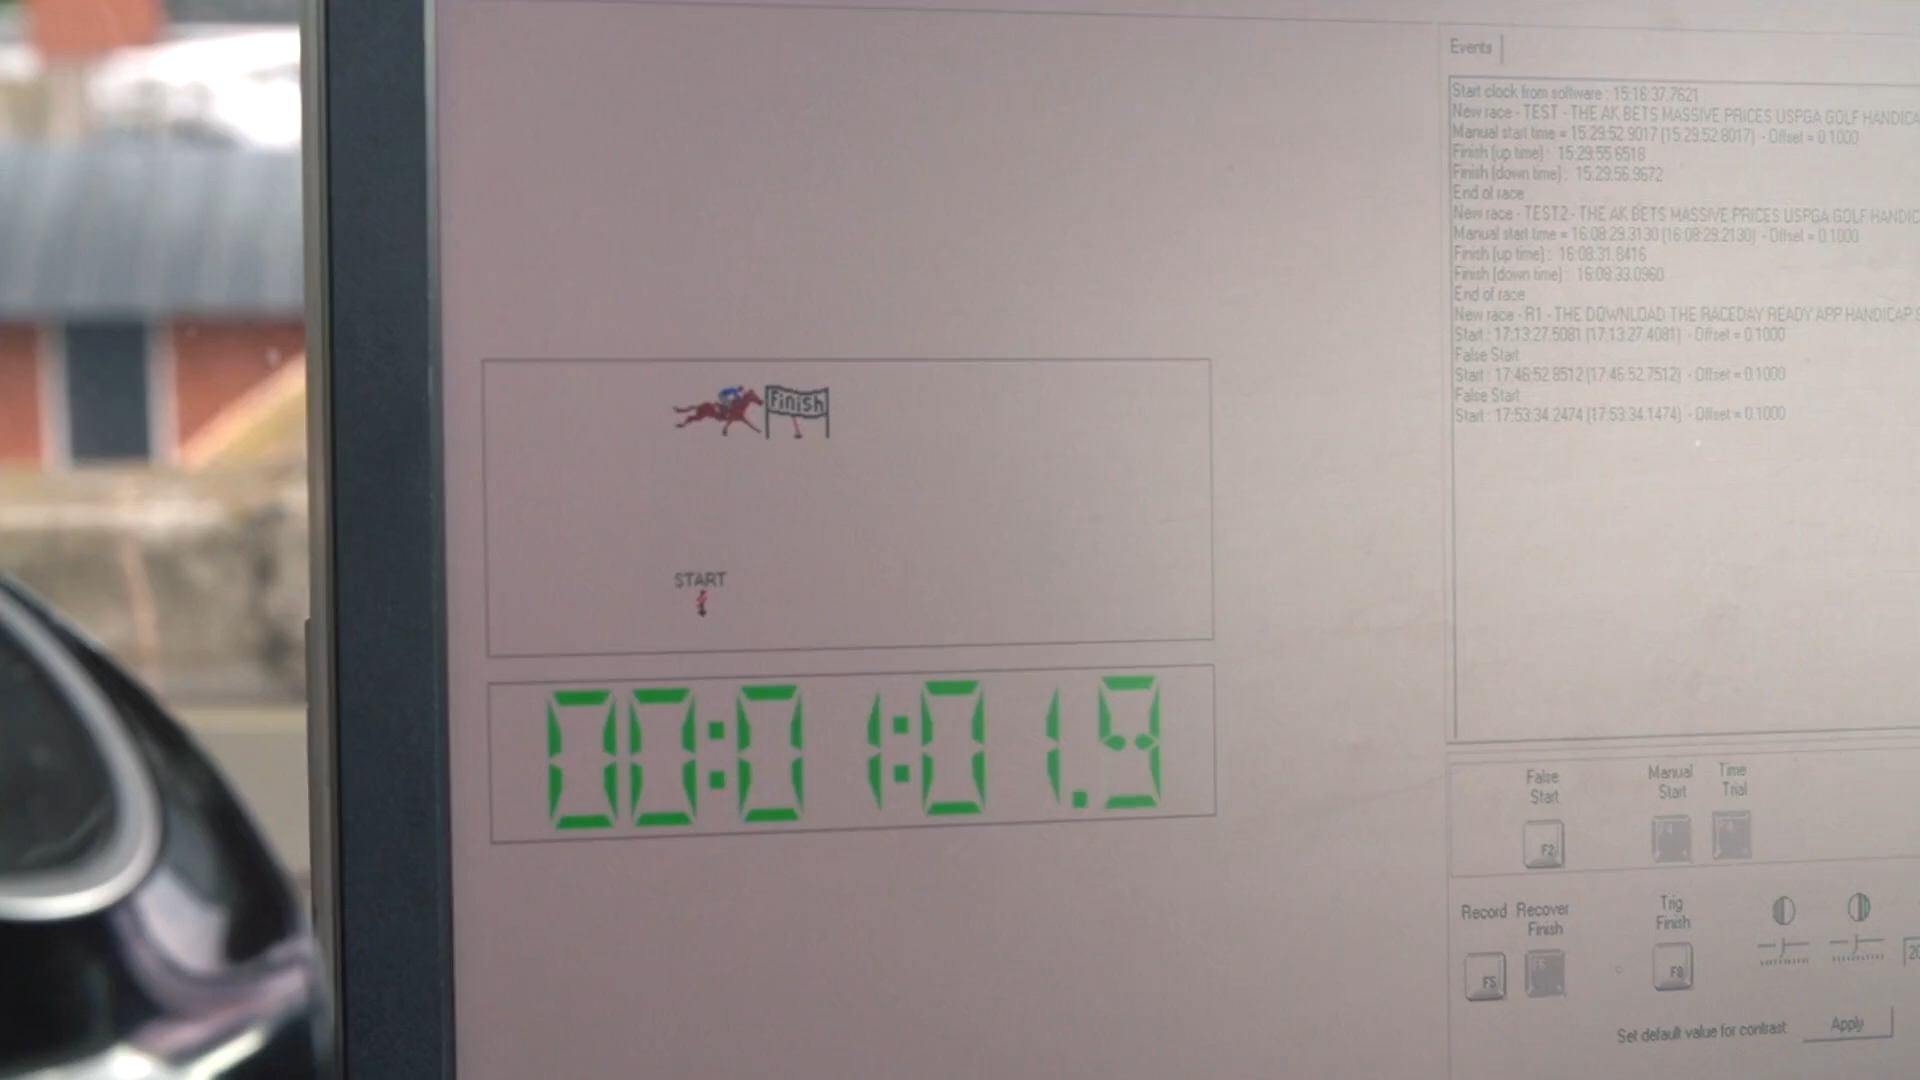 Events
Start clock from software : 15:16:37.7621
New race - TEST - THE AK BETS MASSIVE PRICES USPGA GOLF HANDICA
Manual start time = 15:29:52.9017 (15:29:52.8017) - Offset = 0.1000
Finish (up time) : 15:29:55.6518
Finish (down time) : 15:29:56.9672
End of race
New race - TEST2 - THE AK BETS MASSIVE PRICES USPGA GOLF HANDIC
Manual start time = 16:08:29.3130 (16:08:29.2130) - Offset = 0.1000
Finish (up time) : 16:08:31.8416
Finish (down time) : 16:08:33.0960
End of race
New race - R1 - THE DOWNLOAD THE RACEDAY READY APP HANDICAP S
Start : 17:13:27.5081 (17:13:27.4081) - Offset = 0.1000
False Start
Start : 17:46:52.8512 (17:46:52.7512) - Offset = 0.1000
False Start
Start : 17:53:34.2474 (17:53:34.1474) - Offset = 0.1000
Finish
START
00:01:01.9
False Start
F2
Manual Start
F4
Time Trial
Record
F5
Recover Finish
Trig Finish
F8
20
Set default value for contrast
Apply